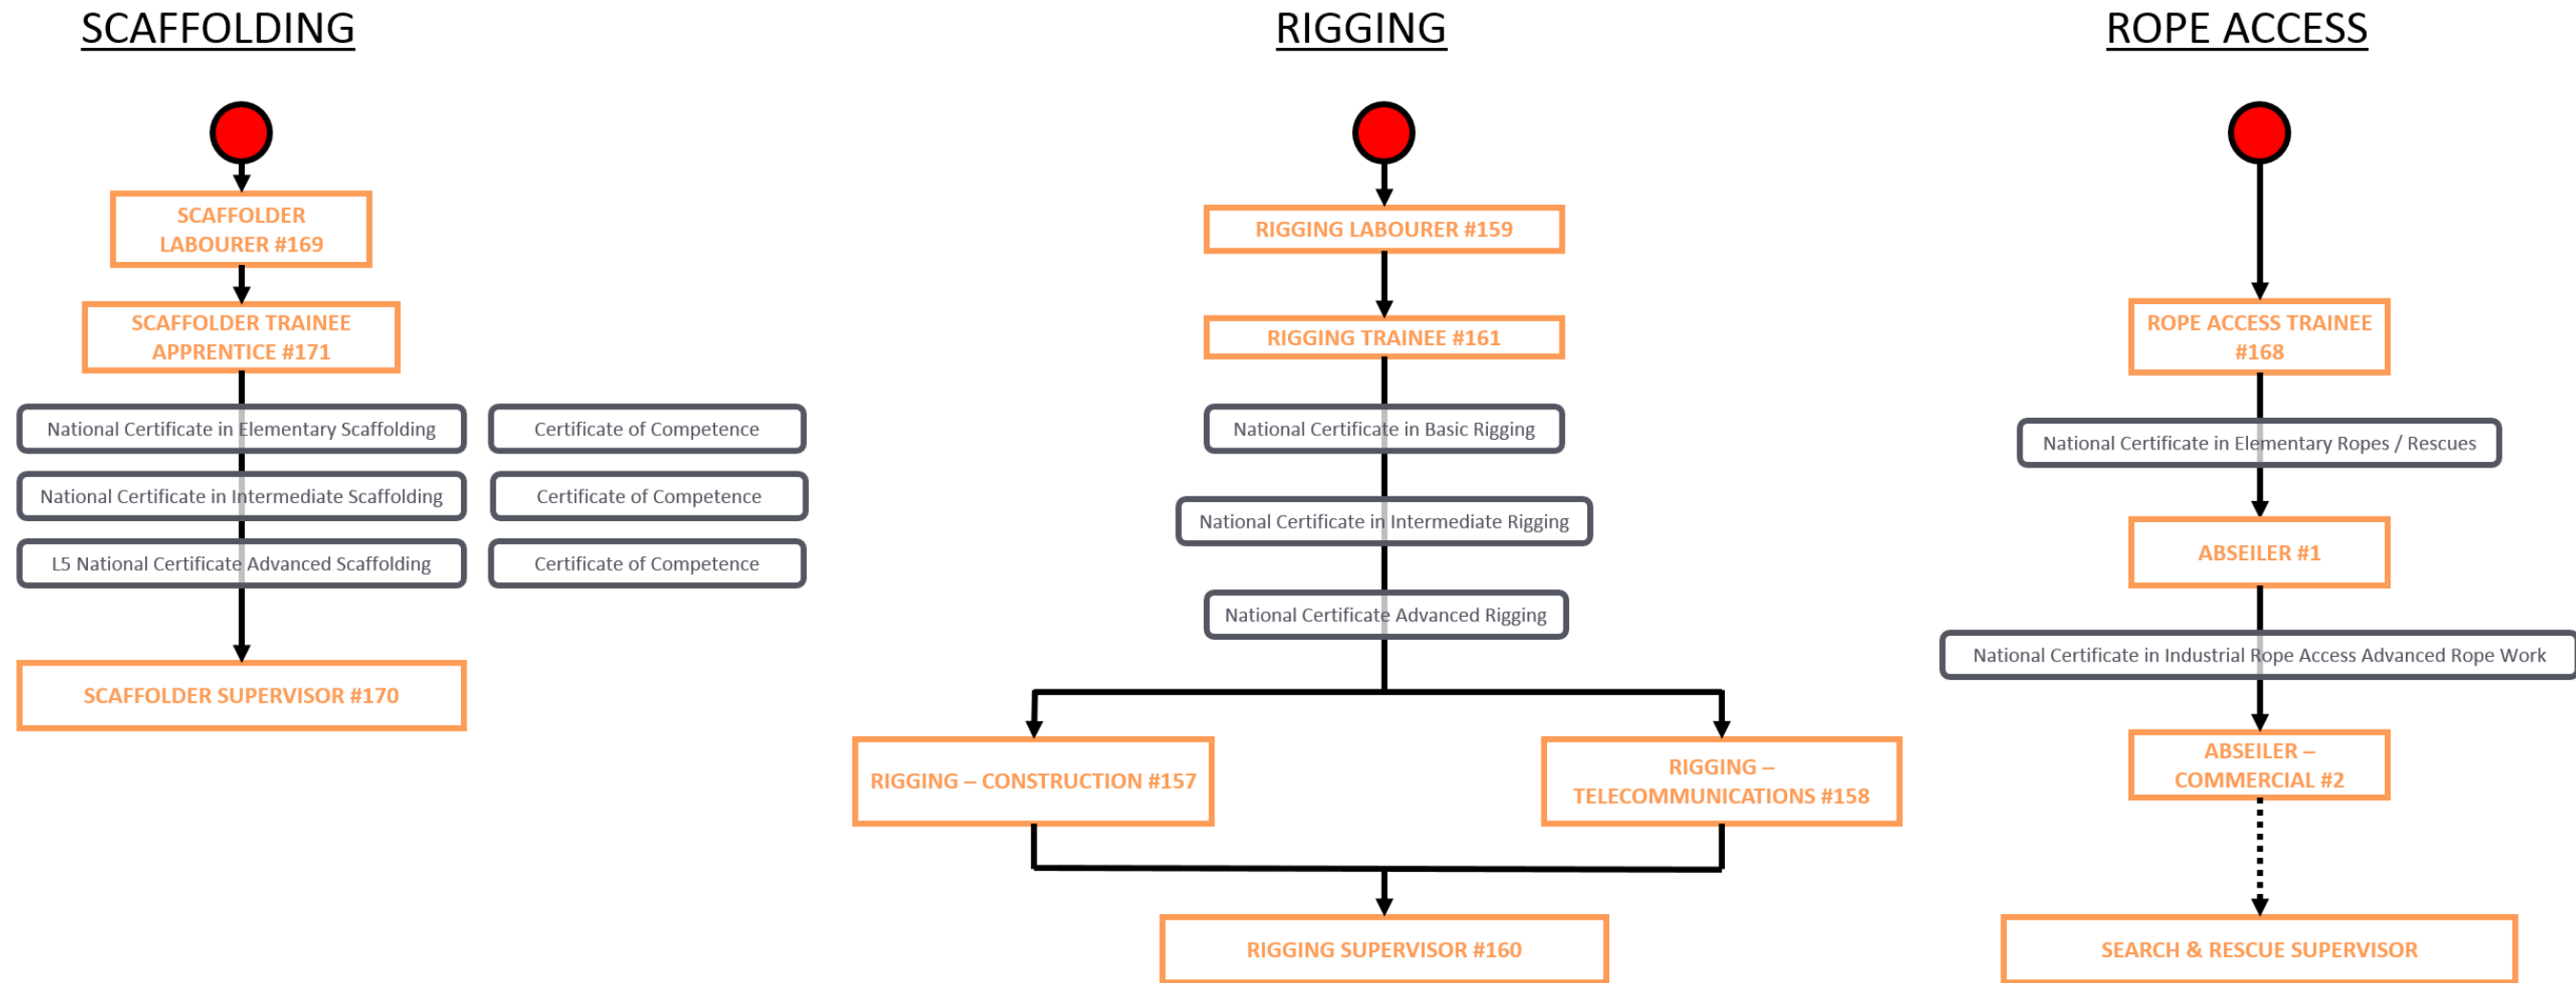 SCAFFOLDING
SCAFFOLDER
LABOURER #169
SCAFFOLDER TRAINEE
APPRENTICE #171
National Certificate in Elementary Scaffolding
Certificate of Competence
National Certificate in Intermediate Scaffolding
Certificate of Competence
L5 National Certificate Advanced Scaffolding
Certificate of Competence
SCAFFOLDER SUPERVISOR #170
RIGGING
RIGGING LABOURER #159
RIGGING TRAINEE #161
National Certificate in Basic Rigging
National Certificate in Intermediate Rigging
National Certificate Advanced Rigging
RIGGING – CONSTRUCTION #157
RIGGING –
TELECOMMUNICATIONS #158
RIGGING SUPERVISOR #160
ROPE ACCESS
ROPE ACCESS TRAINEE
#168
National Certificate in Elementary Ropes / Rescues
ABSEILER #1
National Certificate in Industrial Rope Access Advanced Rope Work
ABSEILER –
COMMERCIAL #2
SEARCH & RESCUE SUPERVISOR